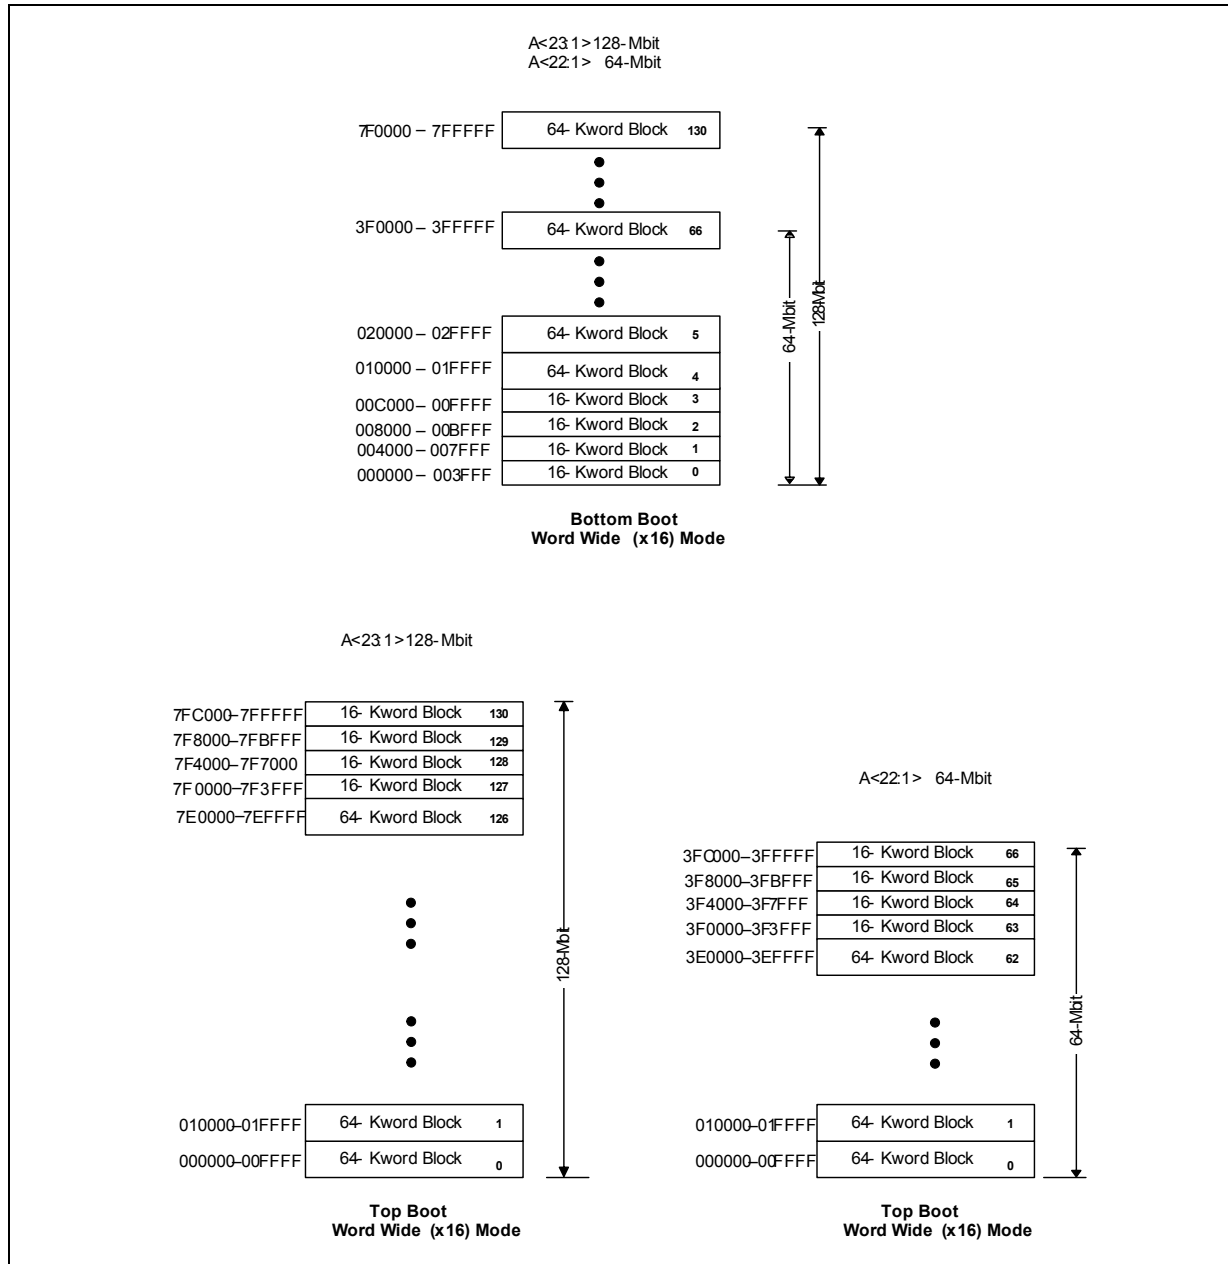 A<23:1>128-Mbit
A<22:1> 64-Mbit
7F0000 – 7FFFFF 64- Kword Block 130
3F0000 – 3FFFFF 64- Kword Block 66
020000 – 02FFFF 64- Kword Block 5
010000 – 01FFFF 64- Kword Block 4
00C000 – 00FFFF 16- Kword Block 3
008000 – 00BFFF 16- Kword Block 2
004000 – 007FFF 16- Kword Block 1
000000 – 003FFF 16- Kword Block 0
64-Mbit
128-Mbit
Bottom Boot
Word Wide (x16) Mode
A<23:1>128-Mbit
7FC000–7FFFFF 16- Kword Block 130
7F8000–7FBFFF 16- Kword Block 129
7F4000–7F7000 16- Kword Block 128
7F0000–7F3FFF 16- Kword Block 127
7E0000–7EFFFF 64- Kword Block 126
128-Mbit
010000–01FFFF 64- Kword Block 1
000000–00FFFF 64- Kword Block 0
Top Boot
Word Wide (x16) Mode
A<22:1> 64-Mbit
3FC000–3FFFFF 16- Kword Block 66
3F8000–3FBFFF 16- Kword Block 65
3F4000–3F7FFF 16- Kword Block 64
3F0000–3F3FFF 16- Kword Block 63
3E0000–3EFFFF 64- Kword Block 62
64-Mbit
010000–01FFFF 64- Kword Block 1
000000–00FFFF 64- Kword Block 0
Top Boot
Word Wide (x16) Mode